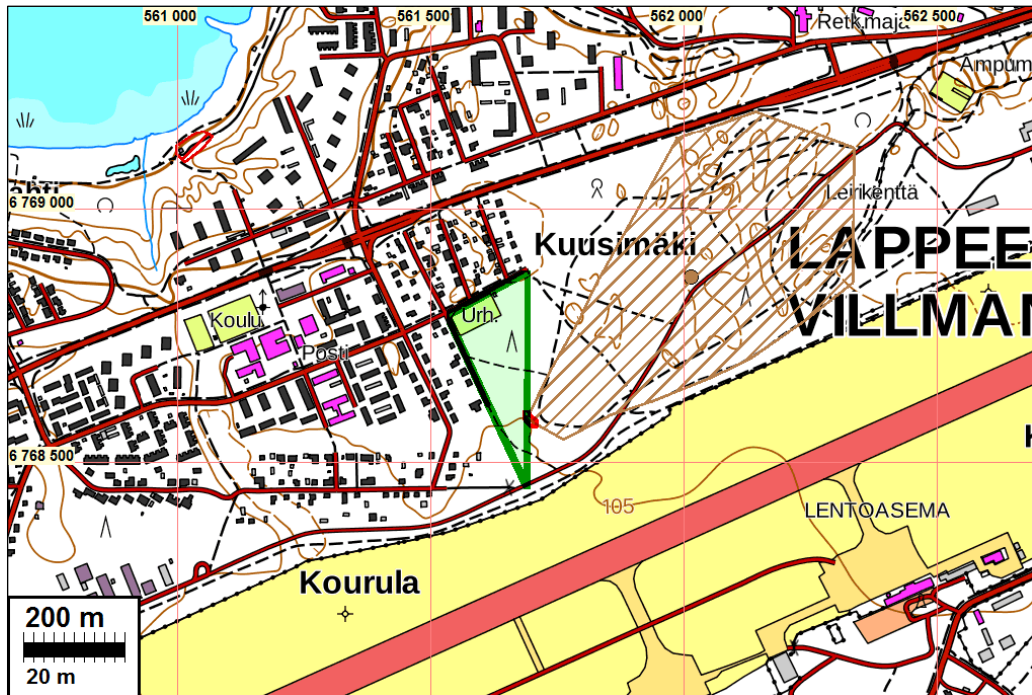 561 000
561 500
562 000
562 500
Retk.maja
Ampum
ahti
6 769 000
Leirikenttä
Kuusimäki
LAPPEE
VILLMAN
Urh.
Koulu
Posti
6 768 500
K
105
LENTOASEMA
Kourula
200 m
20 m